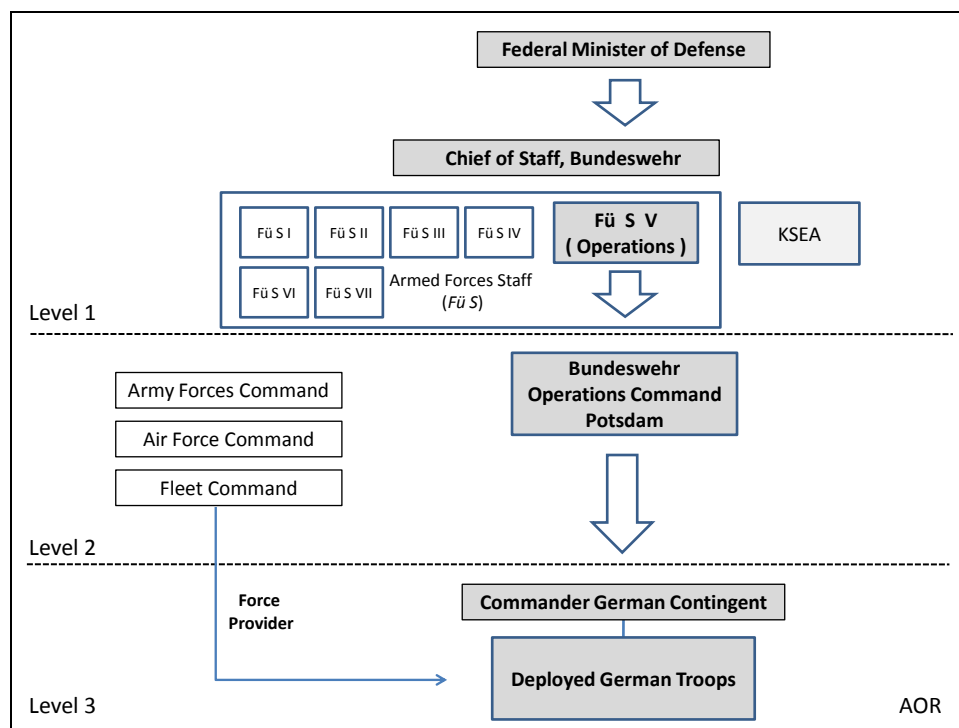 Federal Minister of Defense
Chief of Staff, Bundeswehr
Fü S I
Fü S II
Fü S III
Fü S IV
Fü S V
( Operations )
KSEA
Fü S VI
Fü S VII
Armed Forces Staff
(Fü S)
Level 1
Bundeswehr
Operations Command
Potsdam
Army Forces Command
Air Force Command
Fleet Command
Level 2
Force
Provider
Commander German Contingent
Deployed German Troops
Level 3
AOR